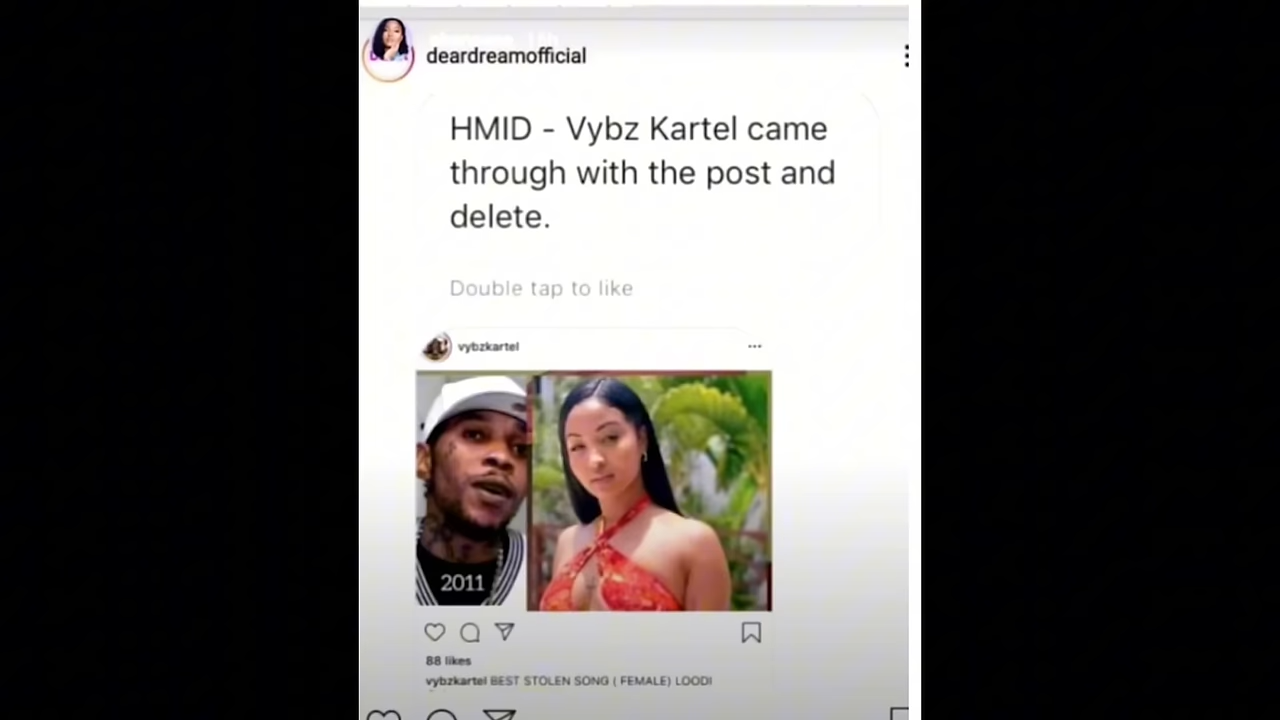 deardreamofficial
HMID - Vybz Kartel came
through with the post and
delete.
Double tap to like
vybzkartel
2011
88 likes
vybzkartel BEST STOLEN SONG ( FEMALE) LOODI